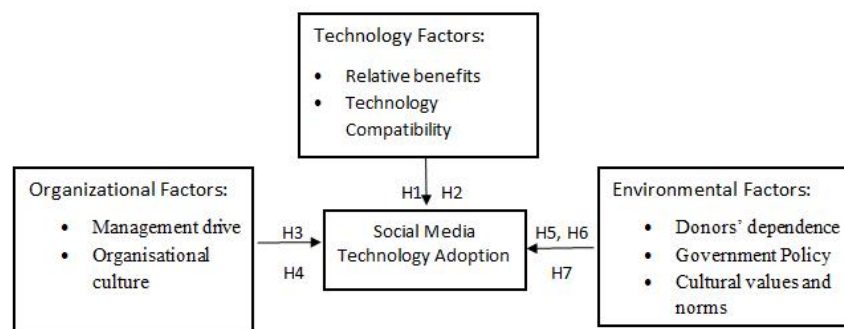 Technology Factors:
• Relative benefits
• Technology
Compatibility
H1 H2
Organizational Factors:
• Management drive
• Organisational
culture
H3
H4
Social Media
Technology Adoption
H5, H6
H7
Environmental Factors:
• Donors’ dependence
• Government Policy
• Cultural values and
norms